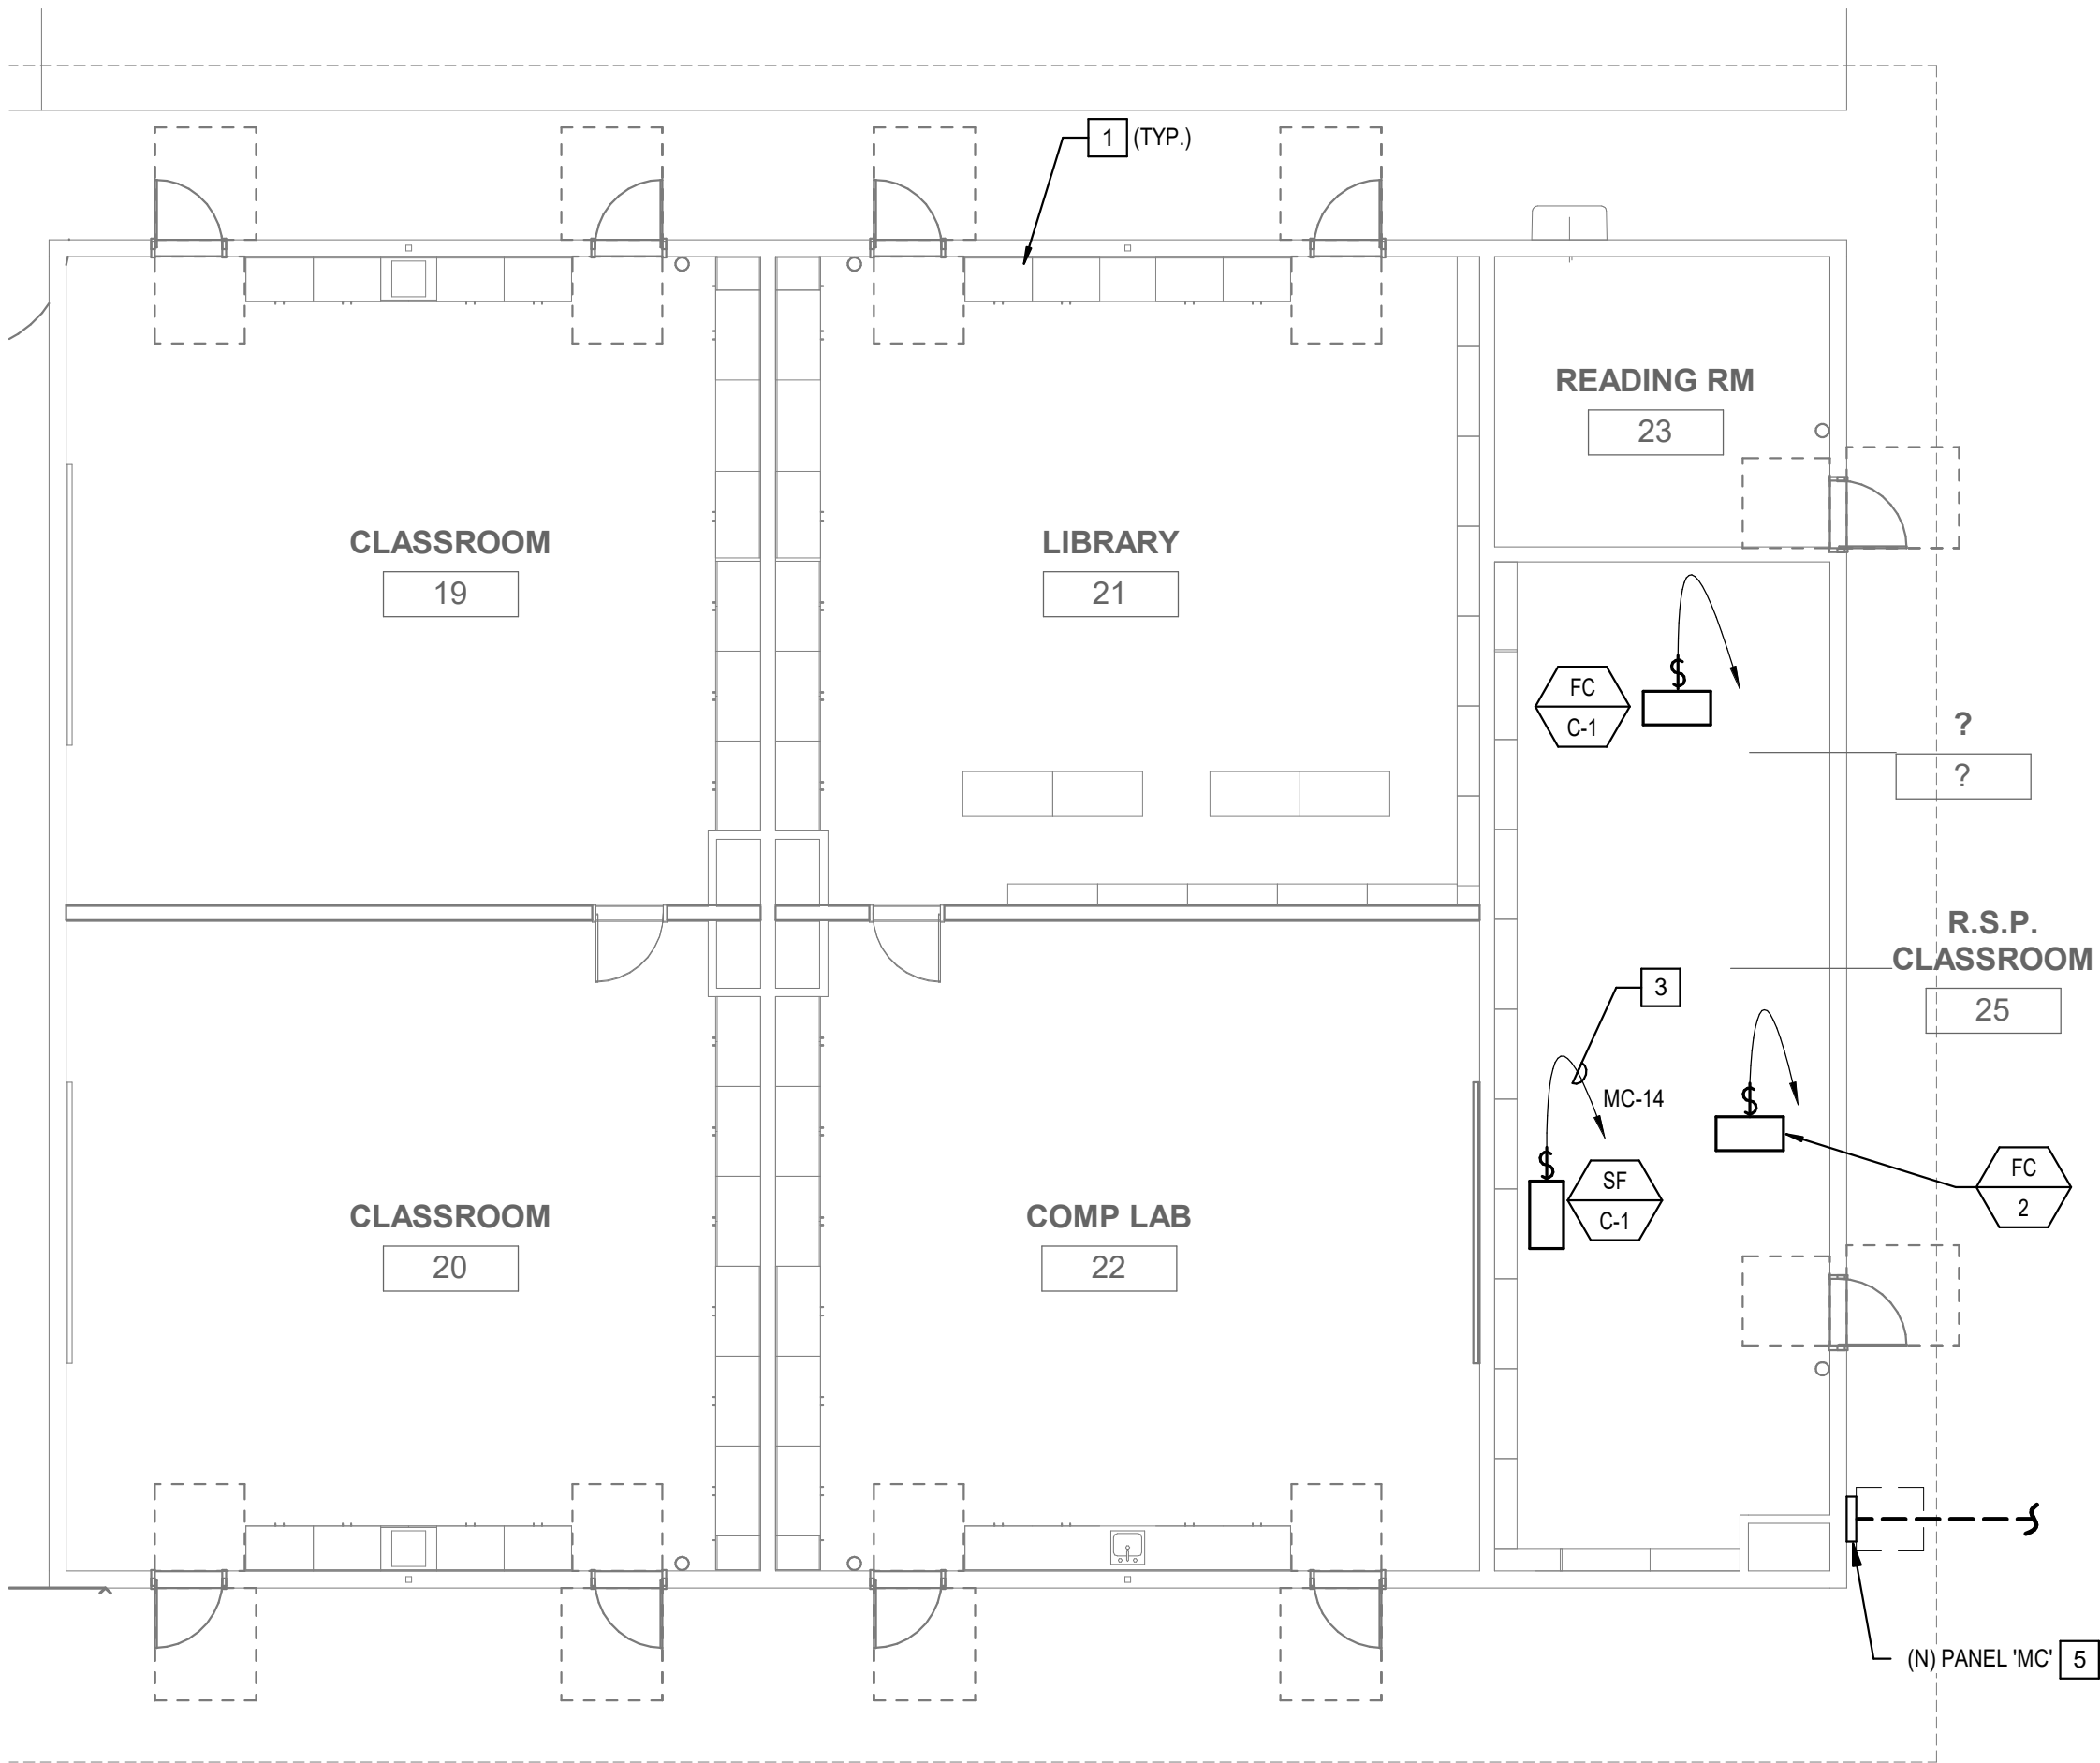 1 (TYP.)
READING RM
23
CLASSROOM
19
LIBRARY
21
FC
C-1
$
?
?
R.S.P.
CLASSROOM
25
3
MC-14
$
$
SF
C-1
FC
2
CLASSROOM
20
COMP LAB
22
(N) PANEL 'MC' 5